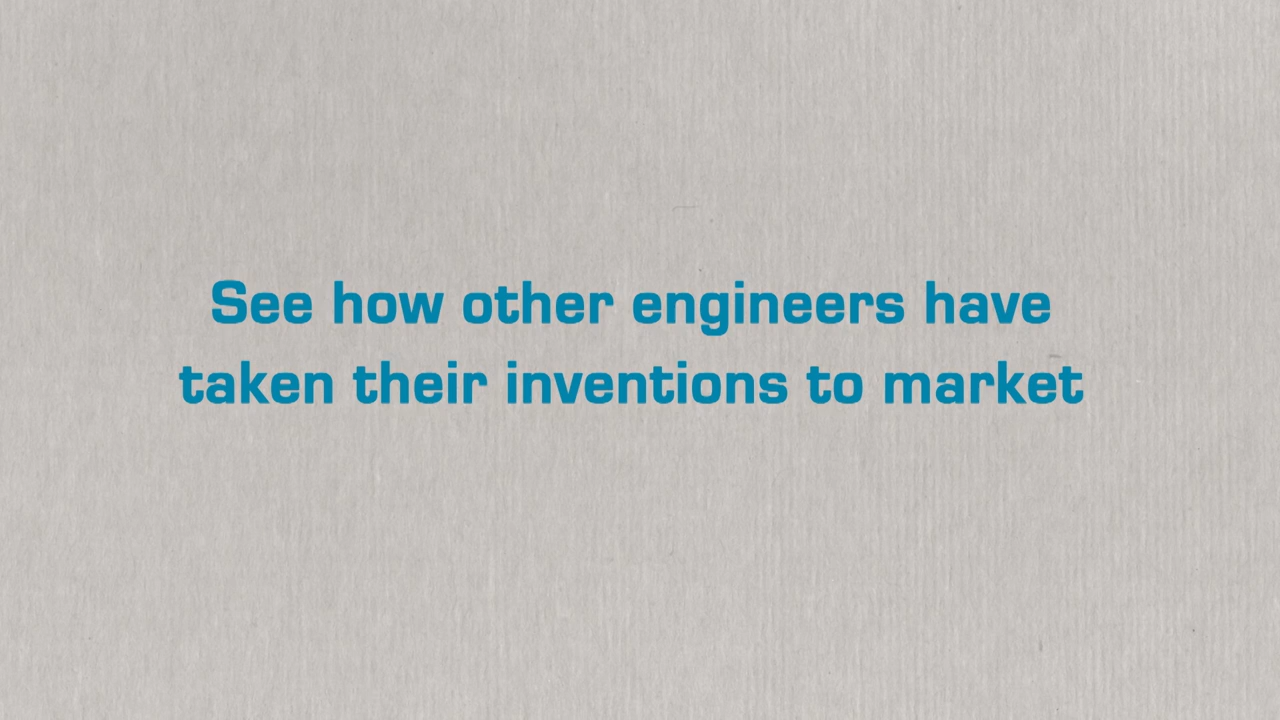 See how other engineers have
taken their inventions to market